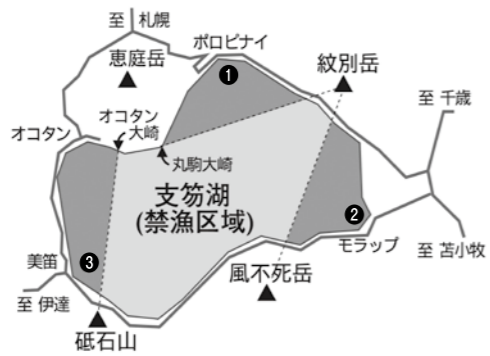 至 札幌
恵庭岳
ポロピナイ
❶
紋別岳
至 千歳
オコタン
大崎
オコタン
丸駒大崎
支笏湖
(禁漁区域)
❷
モラップ
至 苫小牧
美笛
❸
風不死岳
至 伊達
砥石山